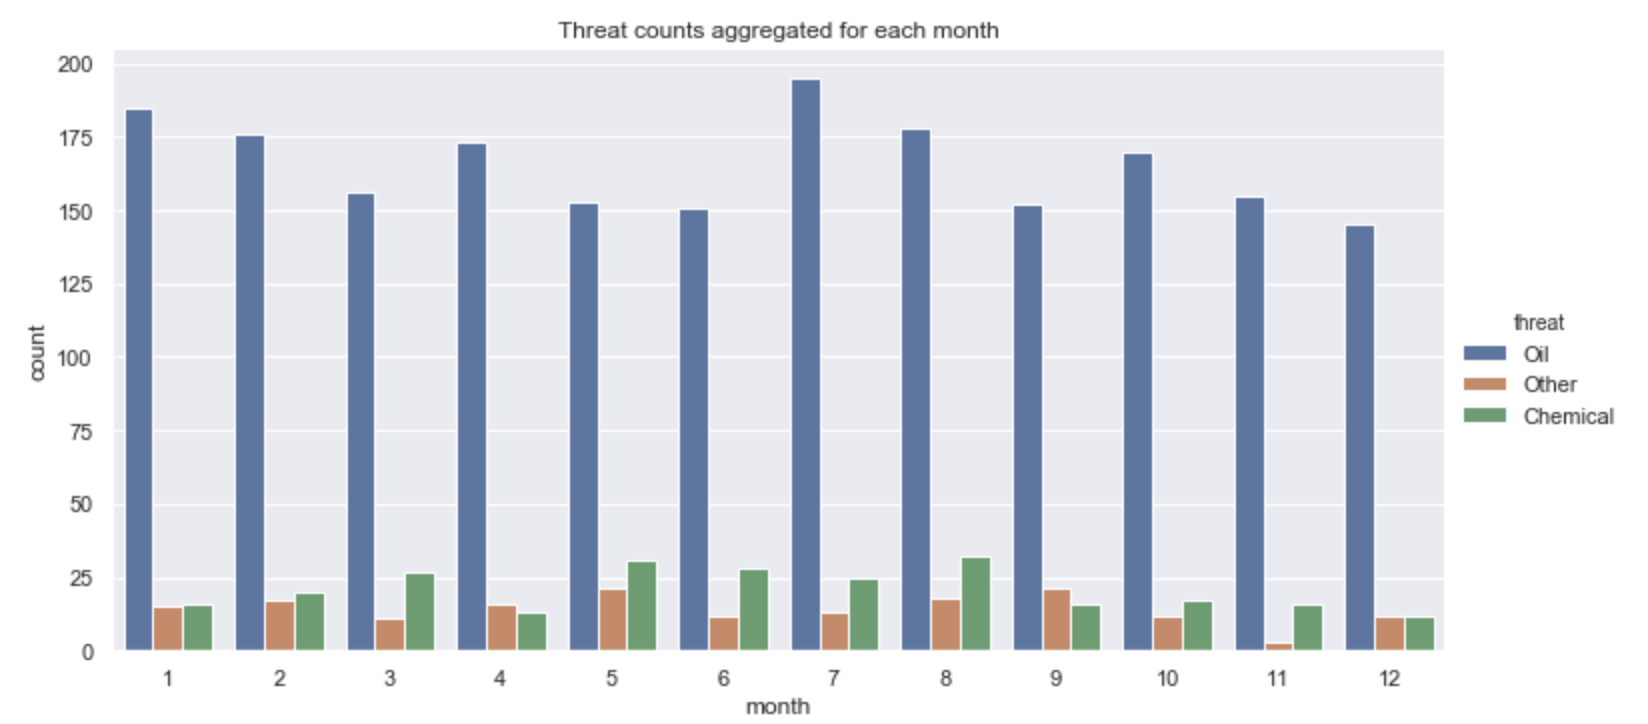 Threat counts aggregated for each month
200
175
150
125
100
75
50
25
0
count
1 2 3 4 5 6 7 8 9 10 11 12
month
threat
Oil
Other
Chemical